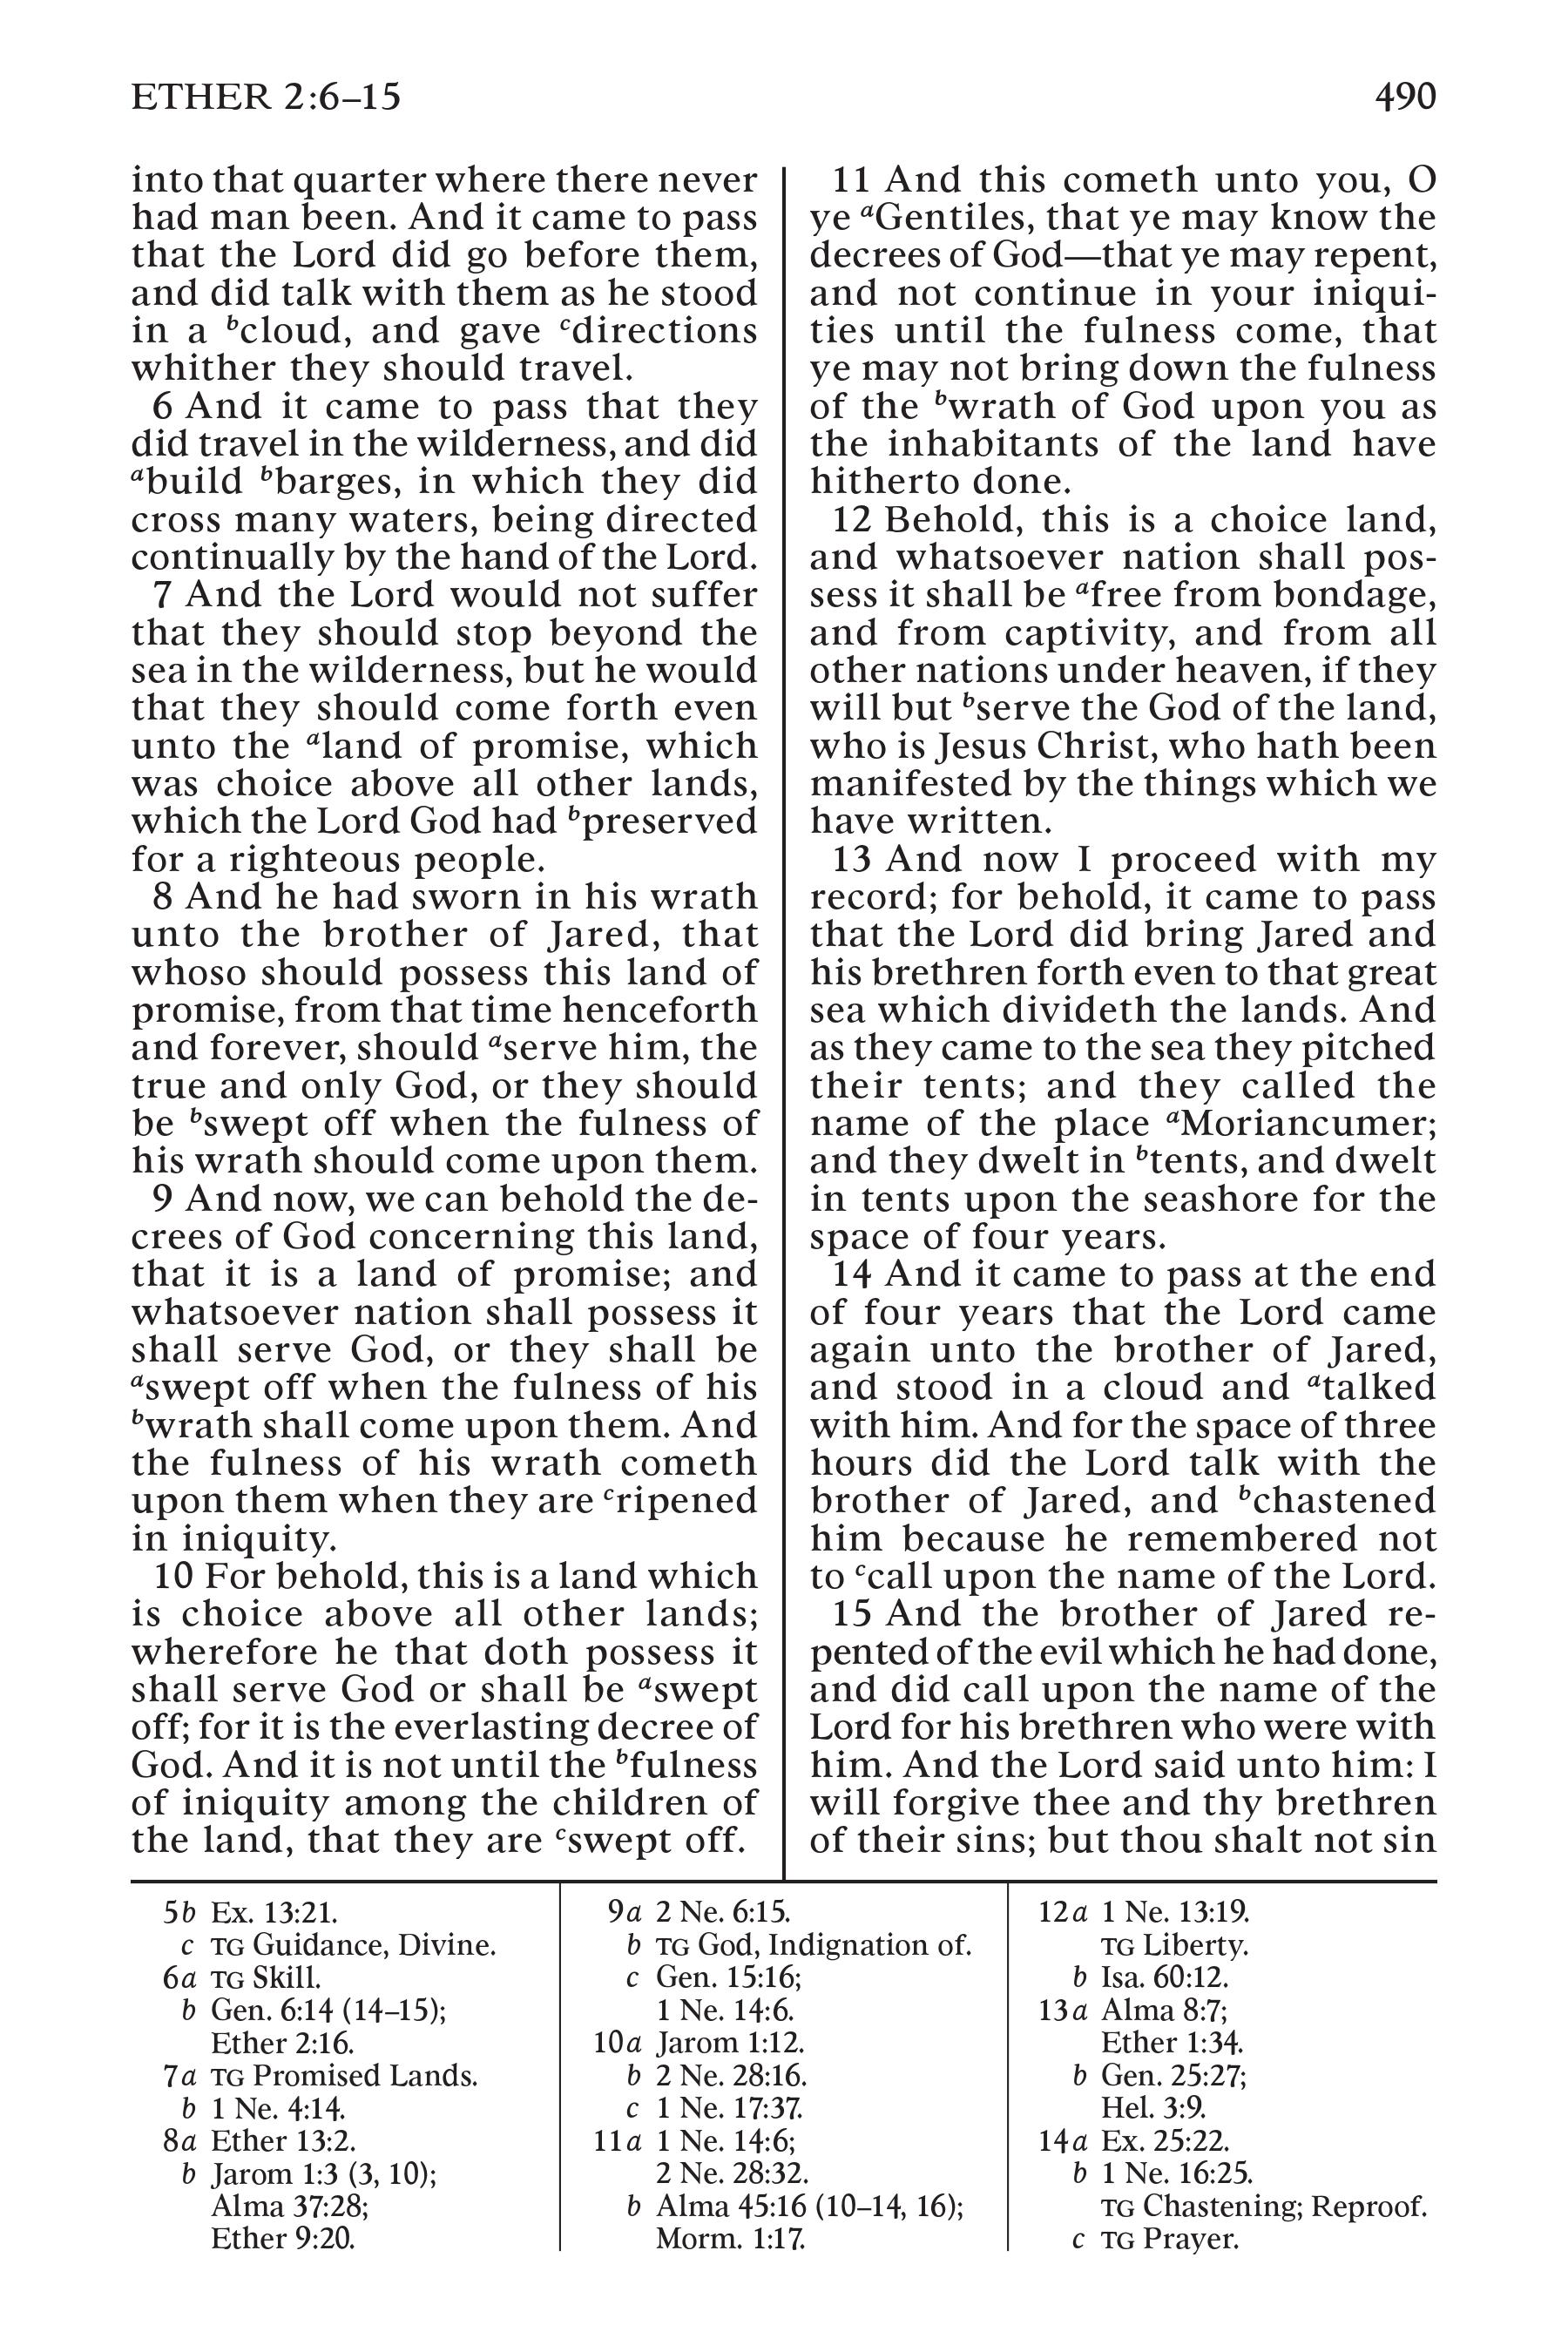 ETHER 2:6–15
490
into that quarter where there never
had man been. And it came to pass
that the Lord did go before them,
and did talk with them as he stood
in a bcloud, and gave cdirections
whither they should travel.
6 And it came to pass that they
did travel in the wilderness, and did
abuild bbarges, in which they did
cross many waters, being directed
continually by the hand of the Lord.
7 And the Lord would not suffer
that they should stop beyond the
sea in the wilderness, but he would
that they should come forth even
unto the aland of promise, which
was choice above all other lands,
which the Lord God had bpreserved
for a righteous people.
8 And he had sworn in his wrath
unto the brother of Jared, that
whoso should possess this land of
promise, from that time henceforth
and forever, should aserve him, the
true and only God, or they should
be bswept off when the fulness of
his wrath should come upon them.
9 And now, we can behold the de-
crees of God concerning this land,
that it is a land of promise; and
whatsoever nation shall possess it
shall serve God, or they shall be
aswept off when the fulness of his
bwrath shall come upon them. And
the fulness of his wrath cometh
upon them when they are cripened
in iniquity.
10 For behold, this is a land which
is choice above all other lands;
wherefore he that doth possess it
shall serve God or shall be aswept
off; for it is the everlasting decree of
God. And it is not until the bfulness
of iniquity among the children of
the land, that they are cswept off.
11 And this cometh unto you, O
ye aGentiles, that ye may know the
decrees of God—that ye may repent,
and not continue in your iniqui-
ties until the fulness come, that
ye may not bring down the fulness
of the bwrath of God upon you as
the inhabitants of the land have
hitherto done.
12 Behold, this is a choice land,
and whatsoever nation shall pos-
sess it shall be afree from bondage,
and from captivity, and from all
other nations under heaven, if they
will but bserve the God of the land,
who is Jesus Christ, who hath been
manifested by the things which we
have written.
13 And now I proceed with my
record; for behold, it came to pass
that the Lord did bring Jared and
his brethren forth even to that great
sea which divideth the lands. And
as they came to the sea they pitched
their tents; and they called the
name of the place aMoriancumer;
and they dwelt in btents, and dwelt
in tents upon the seashore for the
space of four years.
14 And it came to pass at the end
of four years that the Lord came
again unto the brother of Jared,
and stood in a cloud and atalked
with him. And for the space of three
hours did the Lord talk with the
brother of Jared, and bchastened
him because he remembered not
to ccall upon the name of the Lord.
15 And the brother of Jared re-
pented of the evil which he had done,
and did call upon the name of the
Lord for his brethren who were with
him. And the Lord said unto him: I
will forgive thee and thy brethren
of their sins; but thou shalt not sin
5b Ex. 13:21.
c TG Guidance, Divine.
6a TG Skill.
b Gen. 6:14 (14–15);
Ether 2:16.
7a TG Promised Lands.
b 1 Ne. 4:14.
8a Ether 13:2.
b Jarom 1:3 (3, 10);
Alma 37:28;
Ether 9:20.
9a 2 Ne. 6:15.
b TG God, Indignation of.
c Gen. 15:16;
1 Ne. 14:6.
10a Jarom 1:12.
b 2 Ne. 28:16.
c 1 Ne. 17:37.
11a 1 Ne. 14:6;
2 Ne. 28:32.
b Alma 45:16 (10–14, 16);
Morm. 1:17.
12a 1 Ne. 13:19.
TG Liberty.
b Isa. 60:12.
13a Alma 8:7;
Ether 1:34.
b Gen. 25:27;
Hel. 3:9.
14a Ex. 25:22.
b 1 Ne. 16:25.
TG Chastening; Reproof.
c TG Prayer.